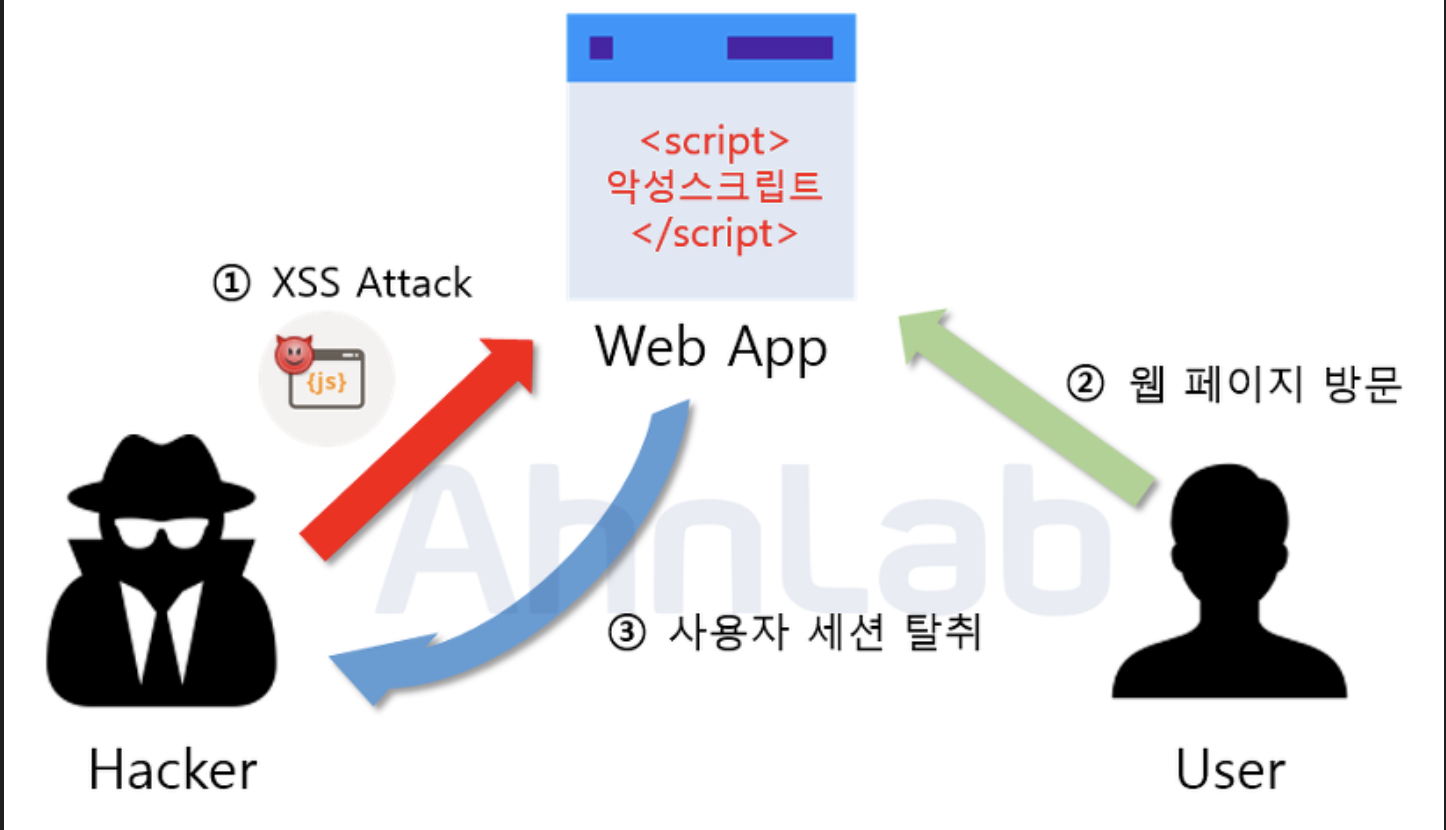 <script>
악성스크립트
</script>
① XSS Attack
{js}
Web App
② 웹 페이지 방문
AhnLab
③ 사용자 세션 탈취
Hacker
User